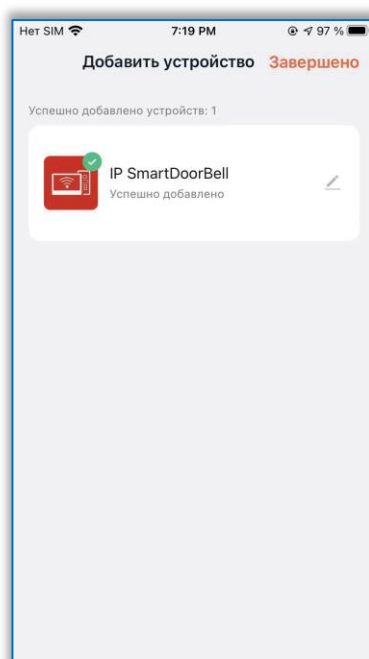 Нет SIM 7:19 PM 97 %
Добавить устройство Завершено
Успешно добавлено устройств: 1
IP SmartDoorBell
Успешно добавлено